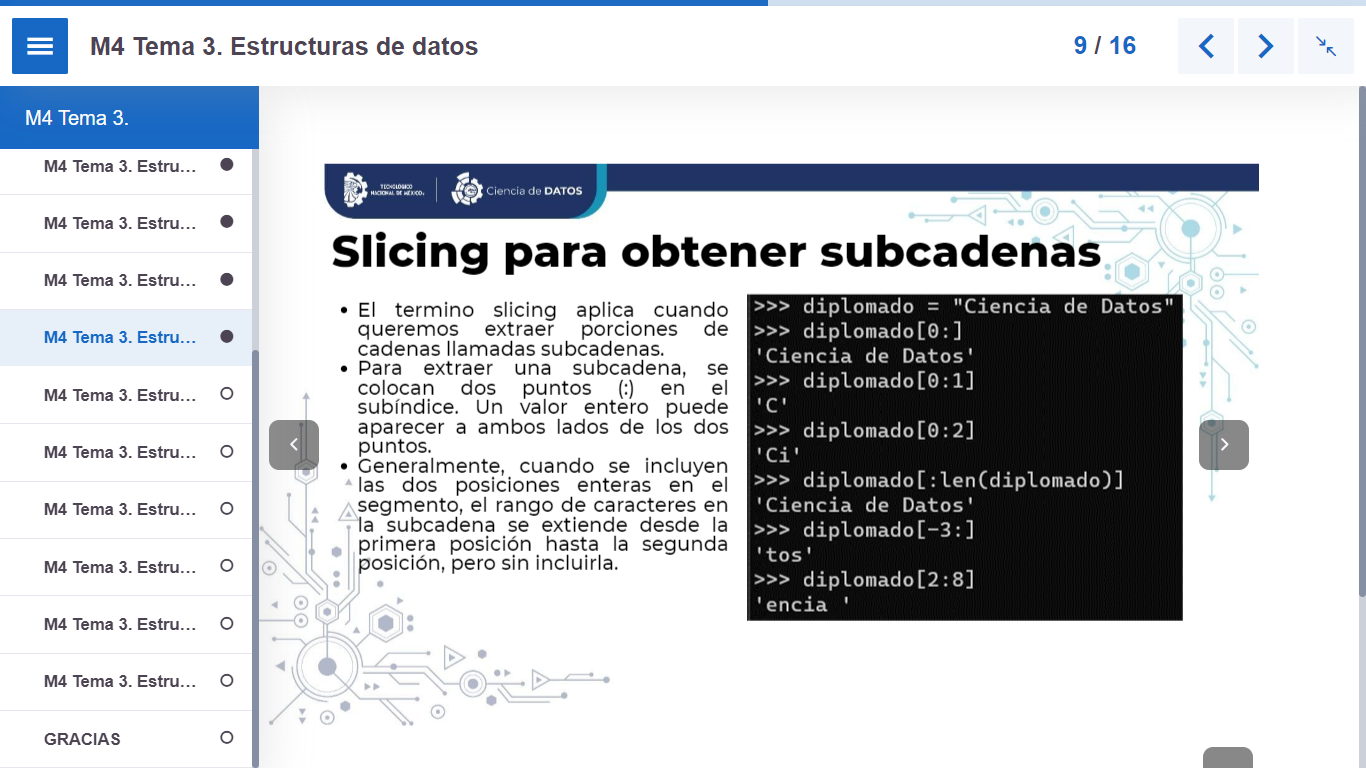 M4 Tema 3. Estructuras de datos
9 / 16
M4 Tema 3.
M4 Tema 3. Estru...
M4 Tema 3. Estru...
M4 Tema 3. Estru...
M4 Tema 3. Estru...
M4 Tema 3. Estru...
M4 Tema 3. Estru...
M4 Tema 3. Estru...
M4 Tema 3. Estru...
M4 Tema 3. Estru...
M4 Tema 3. Estru...
GRACIAS
TECNOLÓGICO
NACIONAL DE MÉXICO
Ciencia de DATOS
Slicing para obtener subcadenas
• El termino slicing aplica cuando
queremos extraer porciones de
cadenas llamadas subcadenas.
• Para extraer una subcadena, se
colocan dos puntos (:) en el
subíndice. Un valor entero puede
aparecer a ambos lados de los dos
puntos.
• Generalmente, cuando se incluyen
las dos posiciones enteras en el
segmento, el rango de caracteres en
la subcadena se extiende desde la
primera posición hasta la segunda
posición, pero sin incluirla.
>>> diplomado = "Ciencia de Datos"
>>> diplomado[0:]
'Ciencia de Datos'
>>> diplomado[0:1]
'C'
>>> diplomado[0:2]
'Ci'
>>> diplomado[:len(diplomado)]
'Ciencia de Datos'
>>> diplomado[-3:]
'tos'
>>> diplomado[2:8]
'encia '